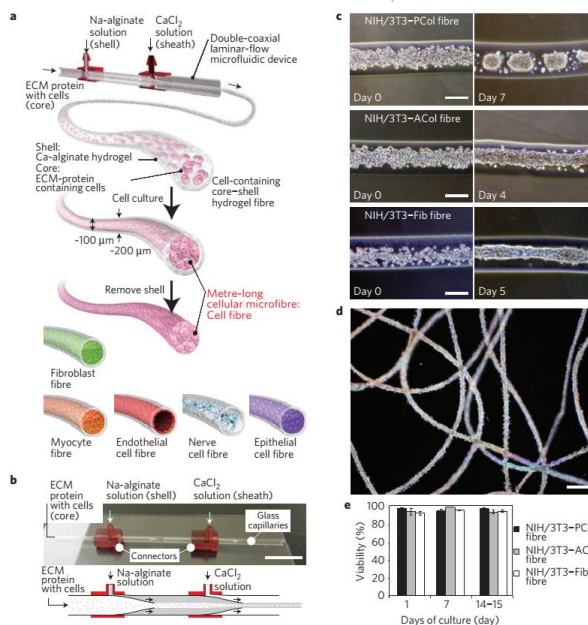 a
Na-alginate
solution
(shell)
CaCl2
solution
(sheath)
Double-coaxial
laminar-flow
microfluidic device
ECM protein
with cells
(core)
Shell:
Ca-alginate hydrogel
Core:
ECM-protein
containing cells
Cell-containing
core–shell
hydrogel fibre
Cell culture
~100 μm
~200 μm
Remove shell
Metre-long
cellular microfibre:
Cell fibre
Fibroblast
fibre
Myocyte
fibre
Endothelial
cell fibre
Nerve
cell fibre
Epithelial
cell fibre
b
ECM
protein
with cells
(core)
Na-alginate
solution (shell)
CaCl2
solution (sheath)
Glass
capillaries
Connectors
ECM
protein
with cells
Na-alginate
solution
CaCl2
solution
c
NIH/3T3–PCol fibre
Day 0
Day 7
NIH/3T3–ACol fibre
Day 0
Day 4
NIH/3T3–Fib fibre
Day 0
Day 5
d
e
Viability (%)
100
80
60
40
20
0
1
7
14–15
Days of culture (day)
NIH/3T3–PC
fibre
NIH/3T3–AC
fibre
NIH/3T3–Fib
fibre